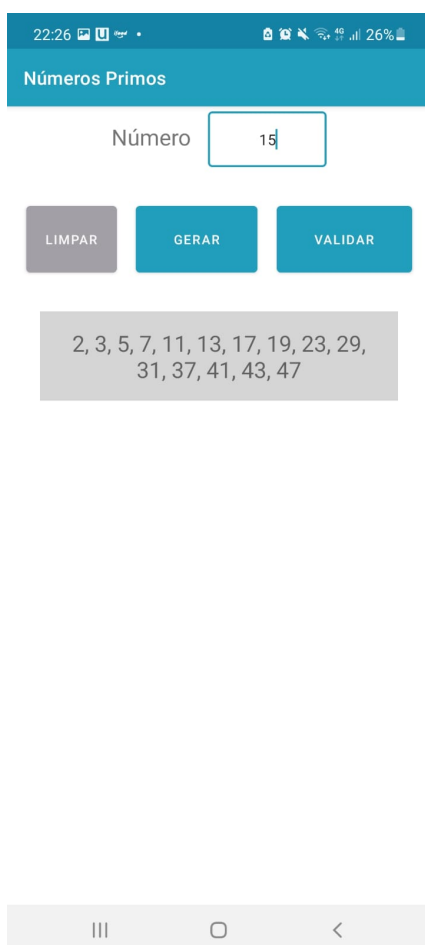 22:26 U 4G 26%
Números Primos
Número 15
LIMPAR GERAR VALIDAR
2, 3, 5, 7, 11, 13, 17, 19, 23, 29,
31, 37, 41, 43, 47